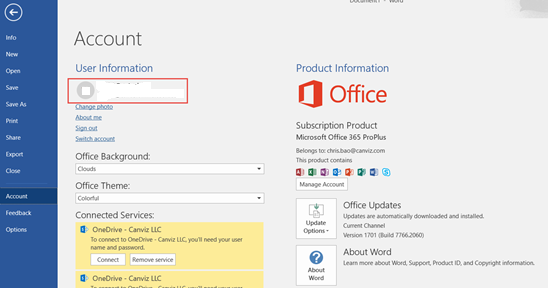 Document1 - Word
Info
New
Open
Save
Save As
Print
Share
Export
Close
Account
Feedback
Options
Account
User Information
Change photo
About me
Sign out
Switch account
Office Background:
Clouds
Office Theme:
Colorful
Connected Services:
OneDrive - Canviz LLC
To connect to OneDrive - Canviz LLC, you'll need your user
name and password.
Connect
Remove service
OneDrive - Canviz LLC
Product Information
Office
Subscription Product
Microsoft Office 365 ProPlus
Belongs to: chris.bao@canviz.com
This product contains
Manage Account
Update
Options
Office Updates
Updates are automatically downloaded and installed.
Current Channel
Version 1701 (Build 7766.2060)
About
Word
About Word
Learn more about Word, Support, Product ID, and Copyright information.